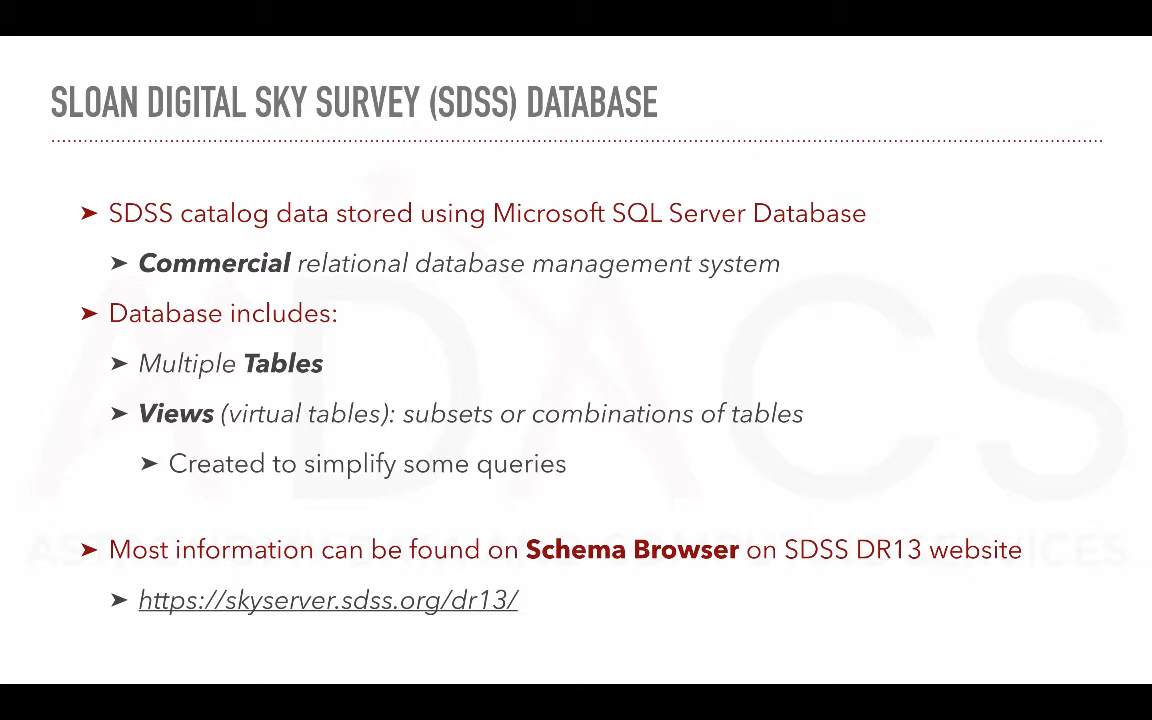 SLOAN DIGITAL SKY SURVEY (SDSS) DATABASE
➤ SDSS catalog data stored using Microsoft SQL Server Database
➤ Commercial relational database management system
➤ Database includes:
➤ Multiple Tables
➤ Views (virtual tables): subsets or combinations of tables
➤ Created to simplify some queries
➤ Most information can be found on Schema Browser on SDSS DR13 website
➤ https://skyserver.sdss.org/dr13/
ADACS